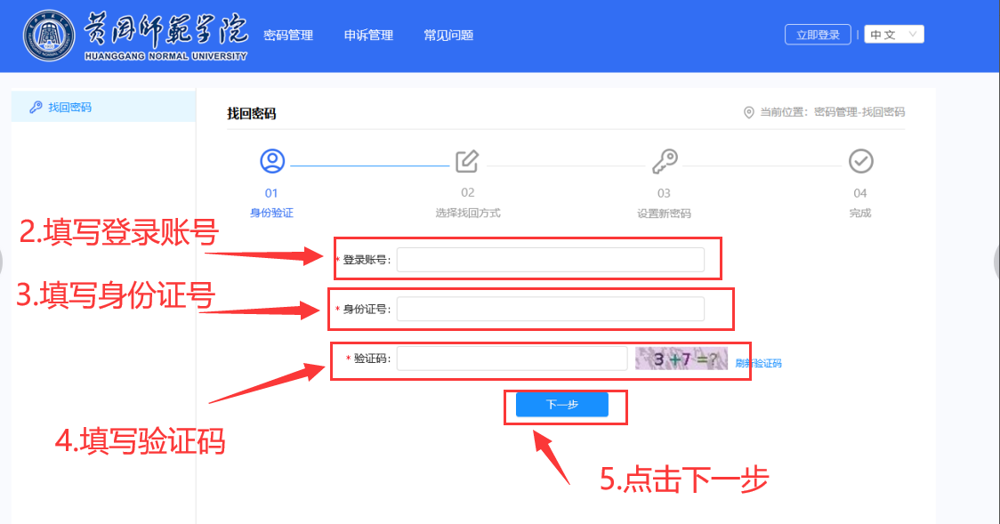 黄冈师范学院
HUANGGANG NORMAL UNIVERSITY
密码管理 申诉管理 常见问题
立即登录 | 中文
找回密码
找回密码
当前位置: 密码管理-找回密码
01 02 03 04
身份验证 选择找回方式 设置新密码 完成
2.填写登录账号
* 登录账号:
3.填写身份证号
* 身份证号:
* 验证码:
3+7=?
刷新验证码
下一步
4.填写验证码
5.点击下一步